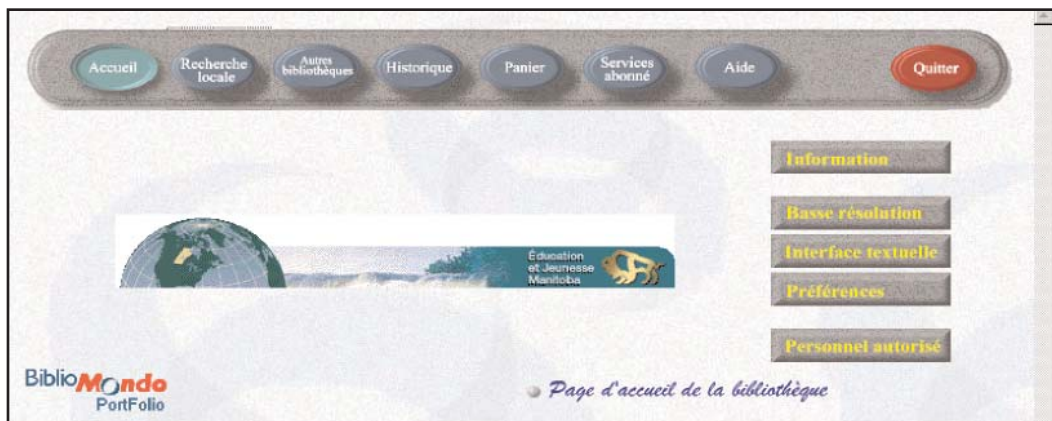 Accueil
Recherche
locale
Autres
bibliothèques
Historique
Panier
Services
abonné
Aide
Quitter
Information
Basse résolution
Interface textuelle
Préférences
Personnel autorisé
Éducation
et Jeunesse
Manitoba
BiblioMondo
PortFolio
Page d'accueil de la bibliothèque